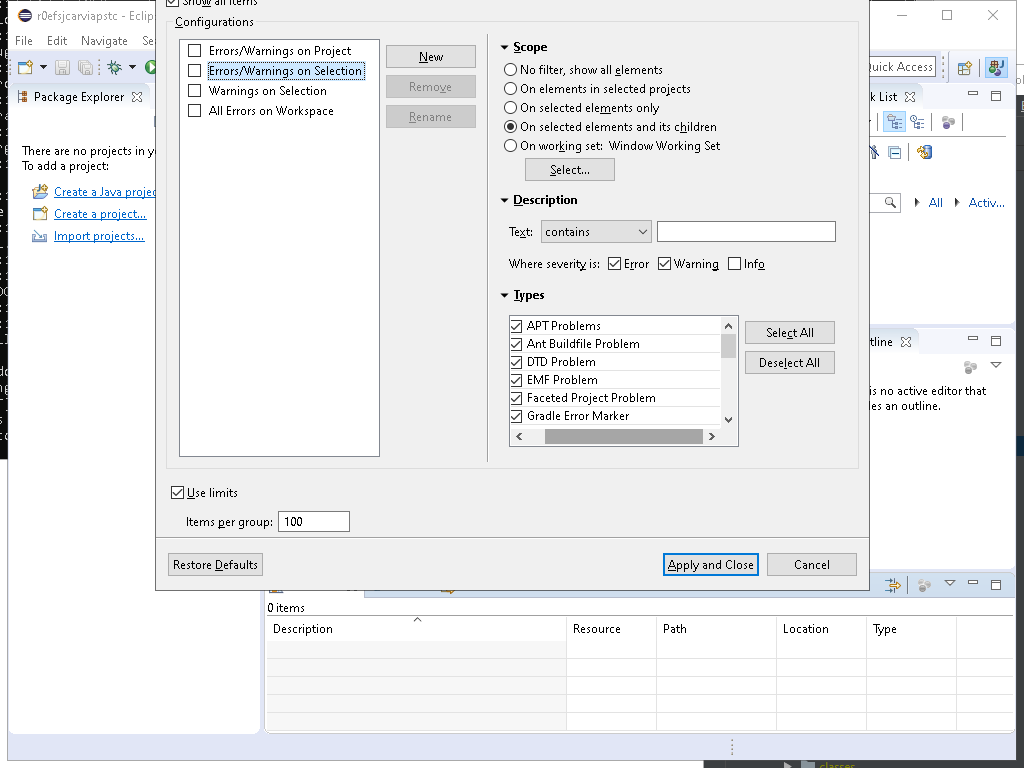 r0efsjcarviapstc - Eclip
Show all items
File Edit Navigate Se
Quick Access
Package Explorer
There are no projects in y
To add a project:
Create a Java projec
Create a project...
Import projects...
Configurations
Errors/Warnings on Project
Errors/Warnings on Selection
Warnings on Selection
All Errors on Workspace
New
Remove
Rename
Scope
No filter, show all elements
On elements in selected projects
On selected elements only
On selected elements and its children
On working set: Window Working Set
Select...
Description
Text: contains
Where severity is: Error Warning Info
Types
APT Problems
Ant Buildfile Problem
DTD Problem
EMF Problem
Faceted Project Problem
Gradle Error Marker
Select All
Deselect All
Use limits
Items per group: 100
Restore Defaults
Apply and Close
Cancel
k List
All Activ...
tline
is no active editor that
les an outline.
0 items
Description Resource Path Location Type
classes